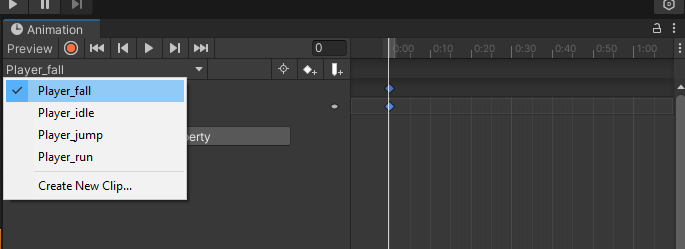 Animation
Preview
0
0:00
0:10
0:20
0:30
0:40
0:50
1:00
Player_fall
Player_fall
Player_idle
Player_jump
perty
Player_run
Create New Clip...